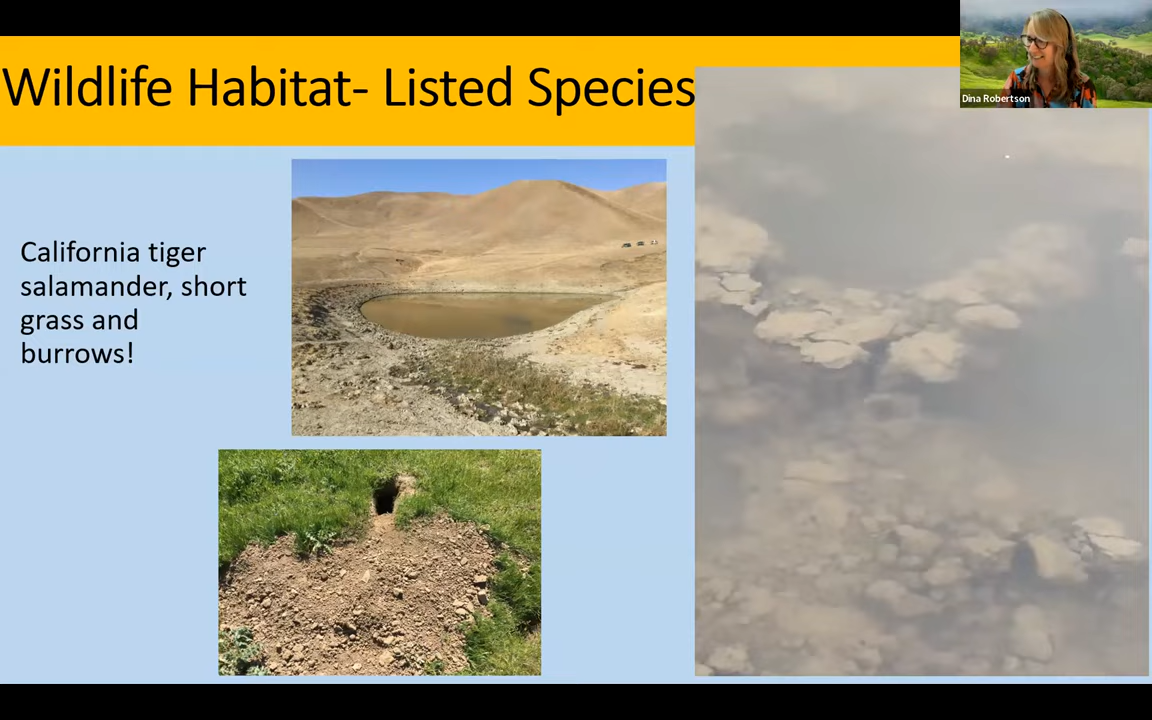 Wildlife Habitat- Listed Species
Dina Robertson
California tiger
salamander, short
grass and
burrows!